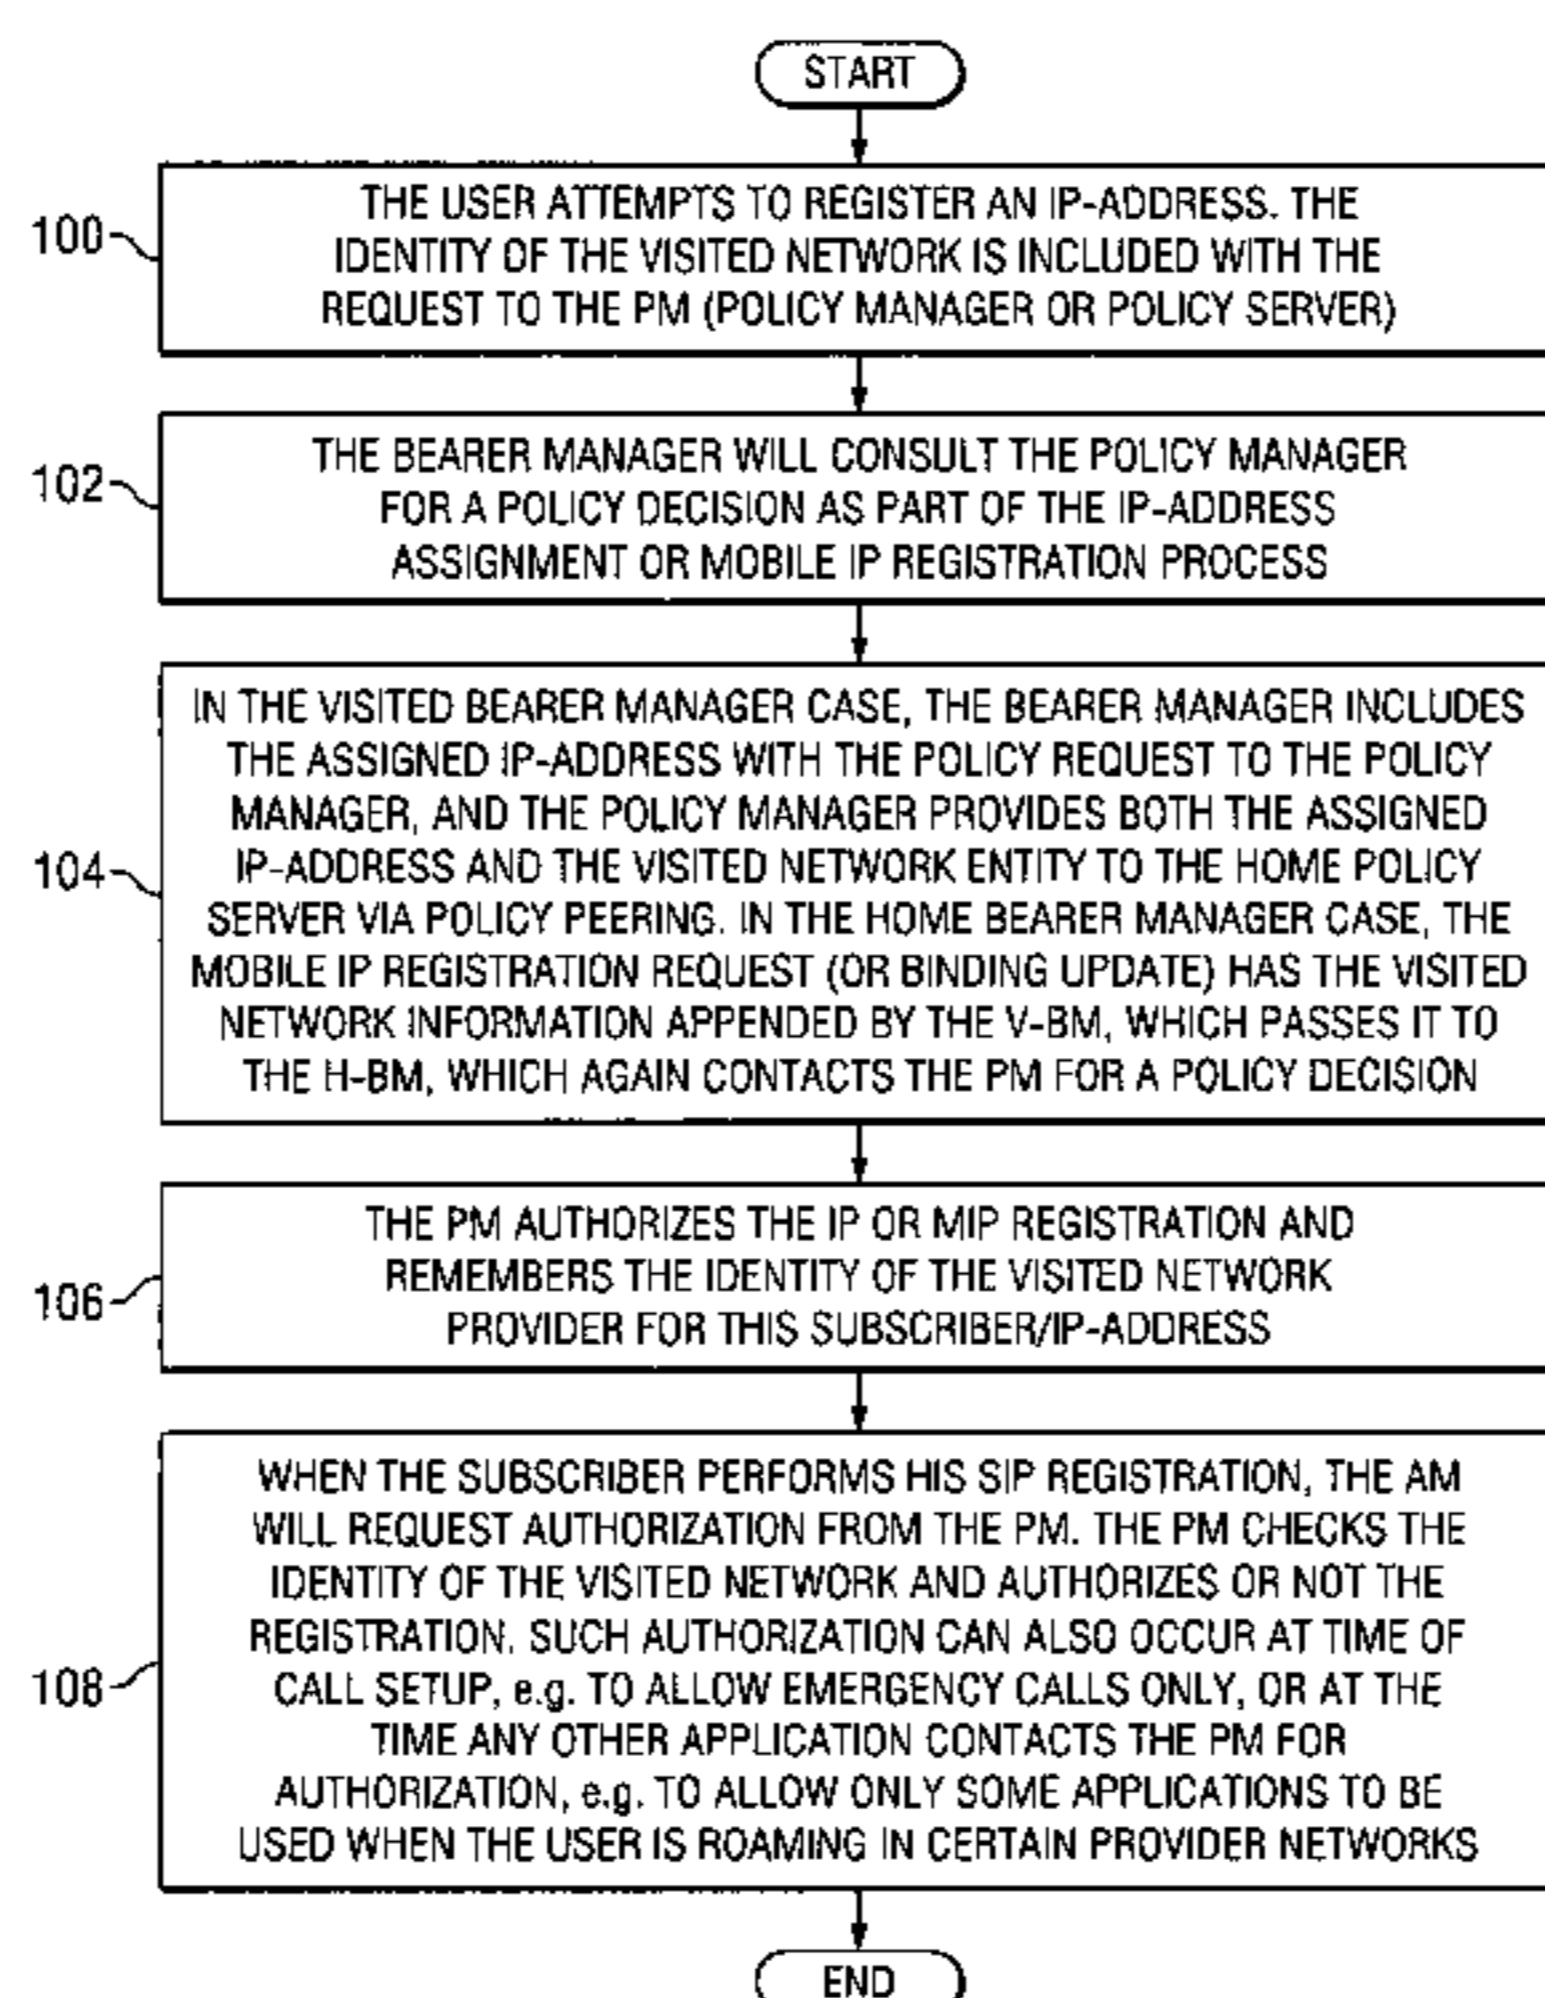 START
100
THE USER ATTEMPTS TO REGISTER AN IP-ADDRESS. THE
IDENTITY OF THE VISITED NETWORK IS INCLUDED WITH THE
REQUEST TO THE PM (POLICY MANAGER OR POLICY SERVER)
102
THE BEARER MANAGER WILL CONSULT THE POLICY MANAGER
FOR A POLICY DECISION AS PART OF THE IP-ADDRESS
ASSIGNMENT OR MOBILE IP REGISTRATION PROCESS
104
IN THE VISITED BEARER MANAGER CASE, THE BEARER MANAGER INCLUDES
THE ASSIGNED IP-ADDRESS WITH THE POLICY REQUEST TO THE POLICY
MANAGER, AND THE POLICY MANAGER PROVIDES BOTH THE ASSIGNED
IP-ADDRESS AND THE VISITED NETWORK ENTITY TO THE HOME POLICY
SERVER VIA POLICY PEERING. IN THE HOME BEARER MANAGER CASE, THE
MOBILE IP REGISTRATION REQUEST (OR BINDING UPDATE) HAS THE VISITED
NETWORK INFORMATION APPENDED BY THE V-BM, WHICH PASSES IT TO
THE H-BM, WHICH AGAIN CONTACTS THE PM FOR A POLICY DECISION
106
THE PM AUTHORIZES THE IP OR MIP REGISTRATION AND
REMEMBERS THE IDENTITY OF THE VISITED NETWORK
PROVIDER FOR THIS SUBSCRIBER/IP-ADDRESS
108
WHEN THE SUBSCRIBER PERFORMS HIS SIP REGISTRATION, THE AM
WILL REQUEST AUTHORIZATION FROM THE PM. THE PM CHECKS THE
IDENTITY OF THE VISITED NETWORK AND AUTHORIZES OR NOT THE
REGISTRATION. SUCH AUTHORIZATION CAN ALSO OCCUR AT TIME OF
CALL SETUP, e.g. TO ALLOW EMERGENCY CALLS ONLY, OR AT THE
TIME ANY OTHER APPLICATION CONTACTS THE PM FOR
AUTHORIZATION, e.g. TO ALLOW ONLY SOME APPLICATIONS TO BE
USED WHEN THE USER IS ROAMING IN CERTAIN PROVIDER NETWORKS
END